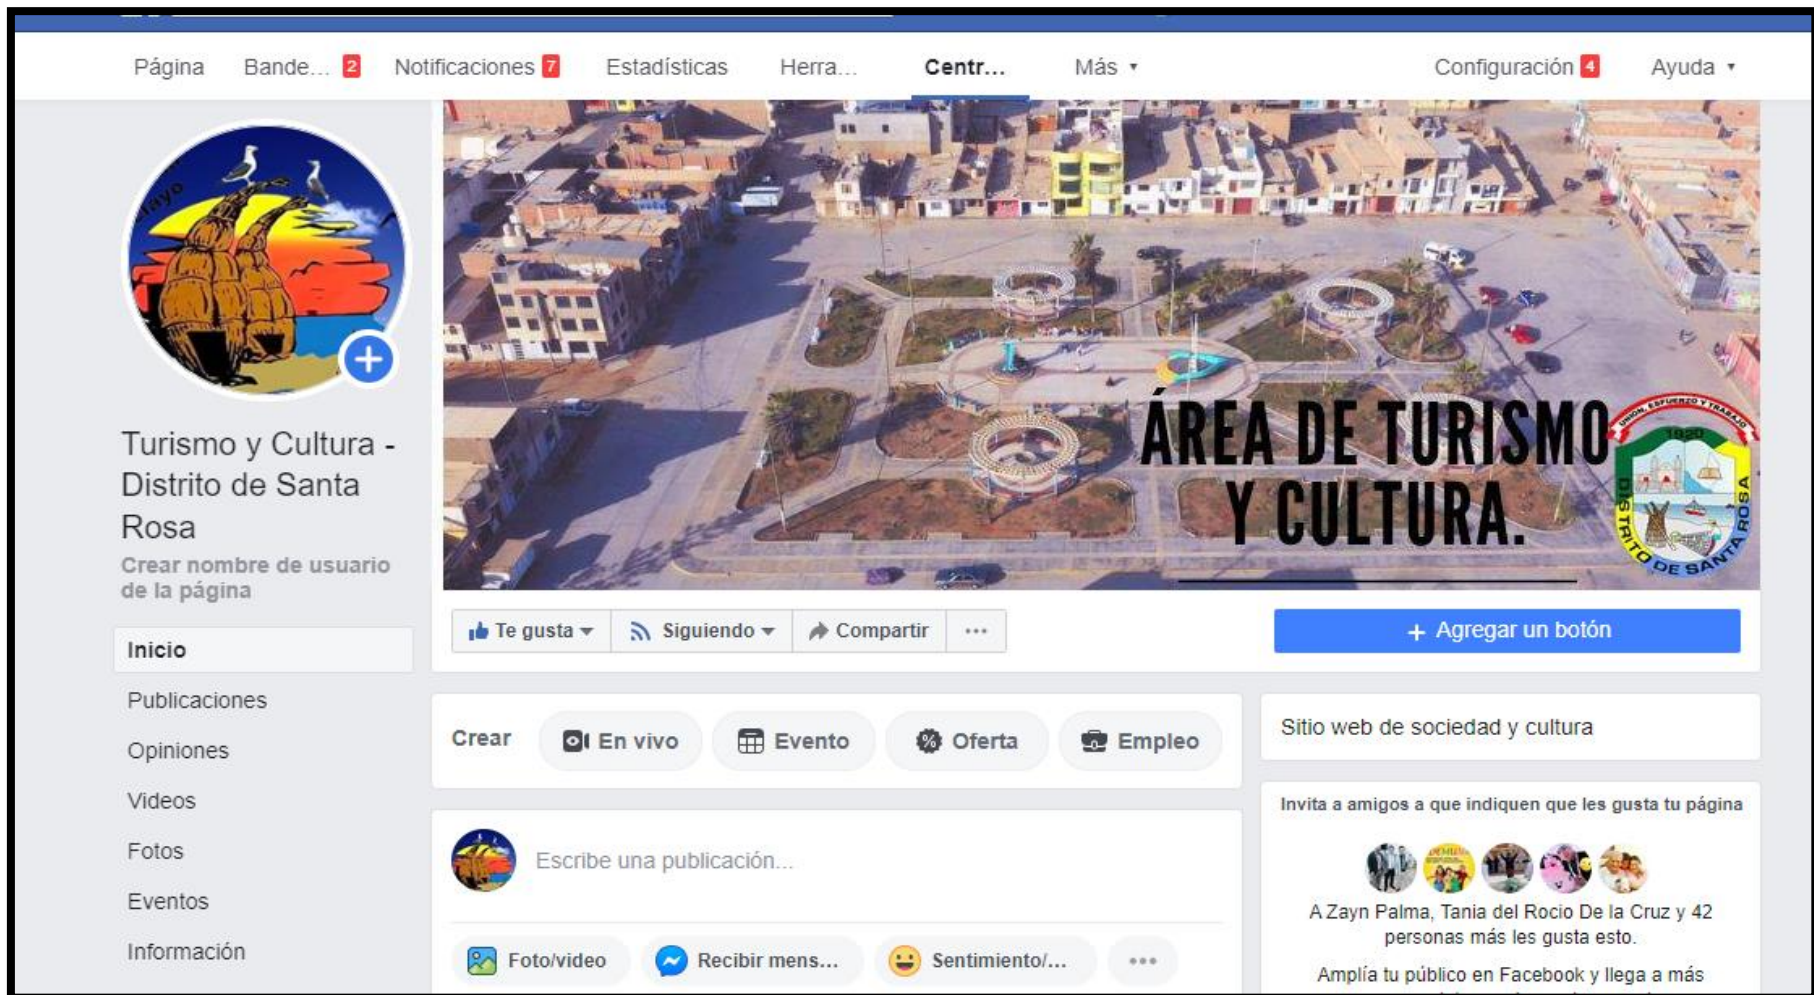 Página Bande... 2 Notificaciones 7 Estadísticas Herra... Centr... Más Configuración 4 Ayuda
Turismo y Cultura -
Distrito de Santa
Rosa
Crear nombre de usuario
de la página
Inicio
Publicaciones
Opiniones
Videos
Fotos
Eventos
Información
ÁREA DE TURISMO
Y CULTURA.
UNION, ESFUERZO Y TRABAJO
1920
DISTRITO DE SANTA ROSA
Te gusta Siguiendo Compartir ...
+ Agregar un botón
Crear En vivo Evento Oferta Empleo
Escribe una publicación...
Foto/video Recibir mens... Sentimiento/... ...
Sitio web de sociedad y cultura
Invita a amigos a que indiquen que les gusta tu página
A Zayn Palma, Tania del Rocio De la Cruz y 42
personas más les gusta esto.
Amplía tu público en Facebook y llega a más